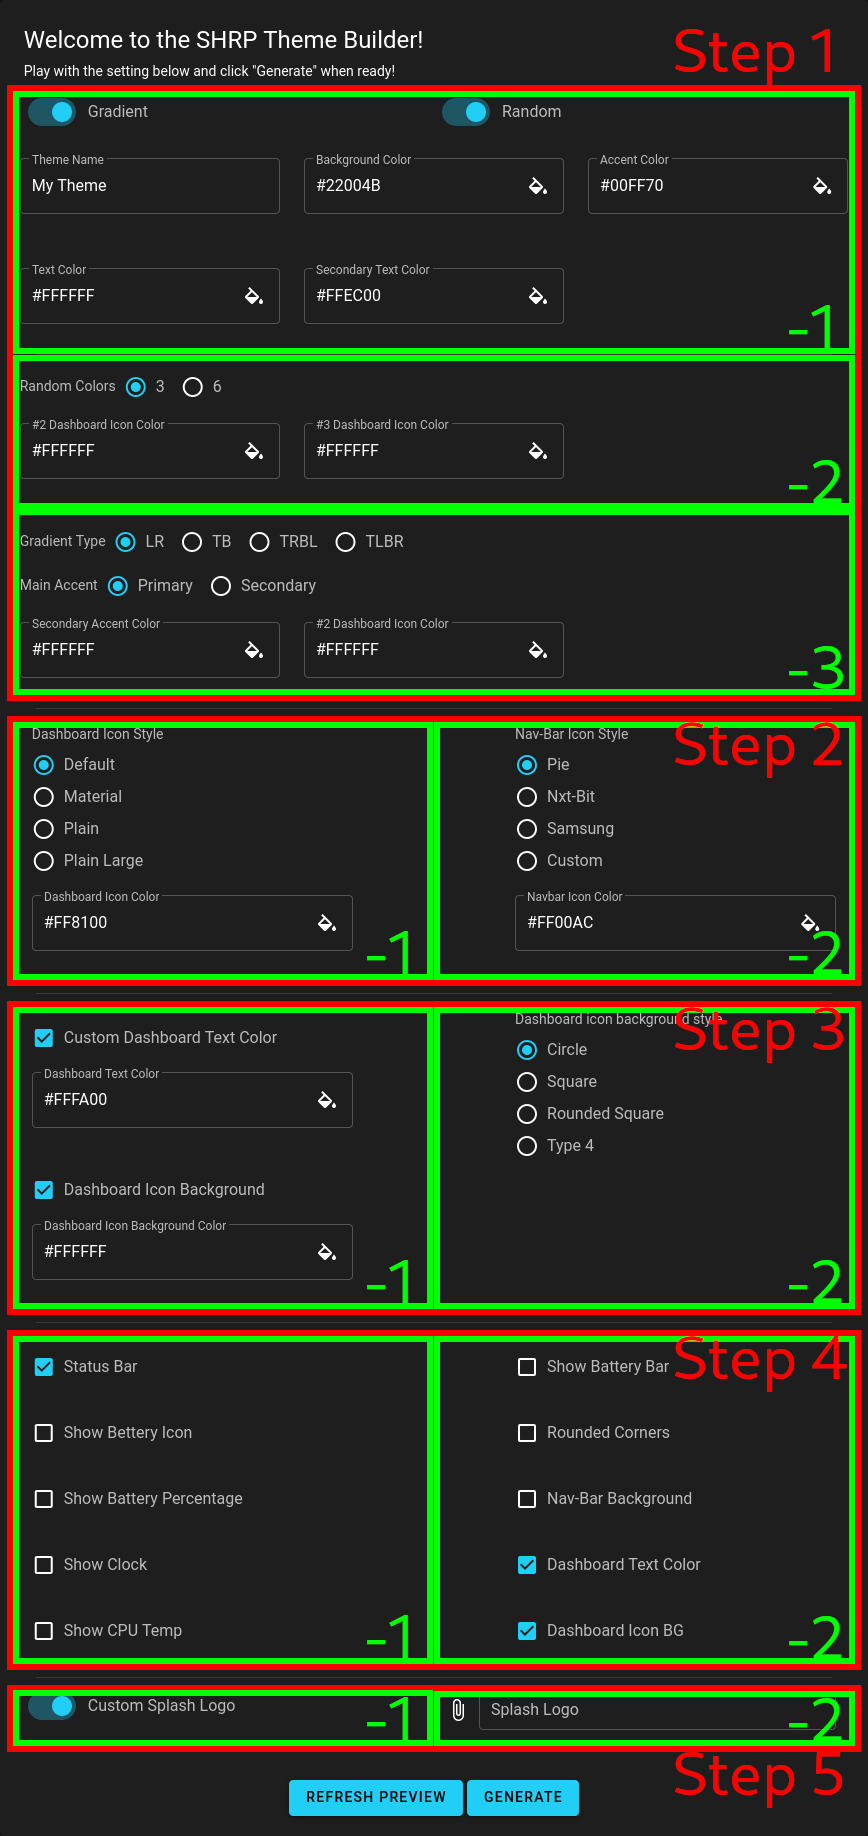 Welcome to the SHRP Theme Builder!
Step 1
Play with the setting below and click "Generate" when ready!
Gradient Random
Theme Name Background Color Accent Color
My Theme #22004B #00FF70
Text Color Secondary Text Color
#FFFFFF #FFEC00
-1
Random Colors 3 6
#2 Dashboard Icon Color #3 Dashboard Icon Color
#FFFFFF #FFFFFF
-2
Gradient Type LR TB TRBL TLBR
Main Accent Primary Secondary
Secondary Accent Color #2 Dashboard Icon Color
#FFFFFF #FFFFFF
-3
Step 2
Dashboard Icon Style
Default
Material
Plain
Plain Large
Dashboard Icon Color
#FF8100
-1
Nav-Bar Icon Style
Pie
Nxt-Bit
Samsung
Custom
Navbar Icon Color
#FF00AC
-2
Step 3
Custom Dashboard Text Color
Dashboard Text Color
#FFFA00
Dashboard Icon Background
Dashboard Icon Background Color
#FFFFFF
-1
Dashboard icon background style
Circle
Square
Rounded Square
Type 4
-2
Step 4
Status Bar
Show Bettery Icon
Show Battery Percentage
Show Clock
Show CPU Temp
-1
Show Battery Bar
Rounded Corners
Nav-Bar Background
Dashboard Text Color
Dashboard Icon BG
-2
Custom Splash Logo
-1
Splash Logo
-2
Step 5
REFRESH PREVIEW GENERATE